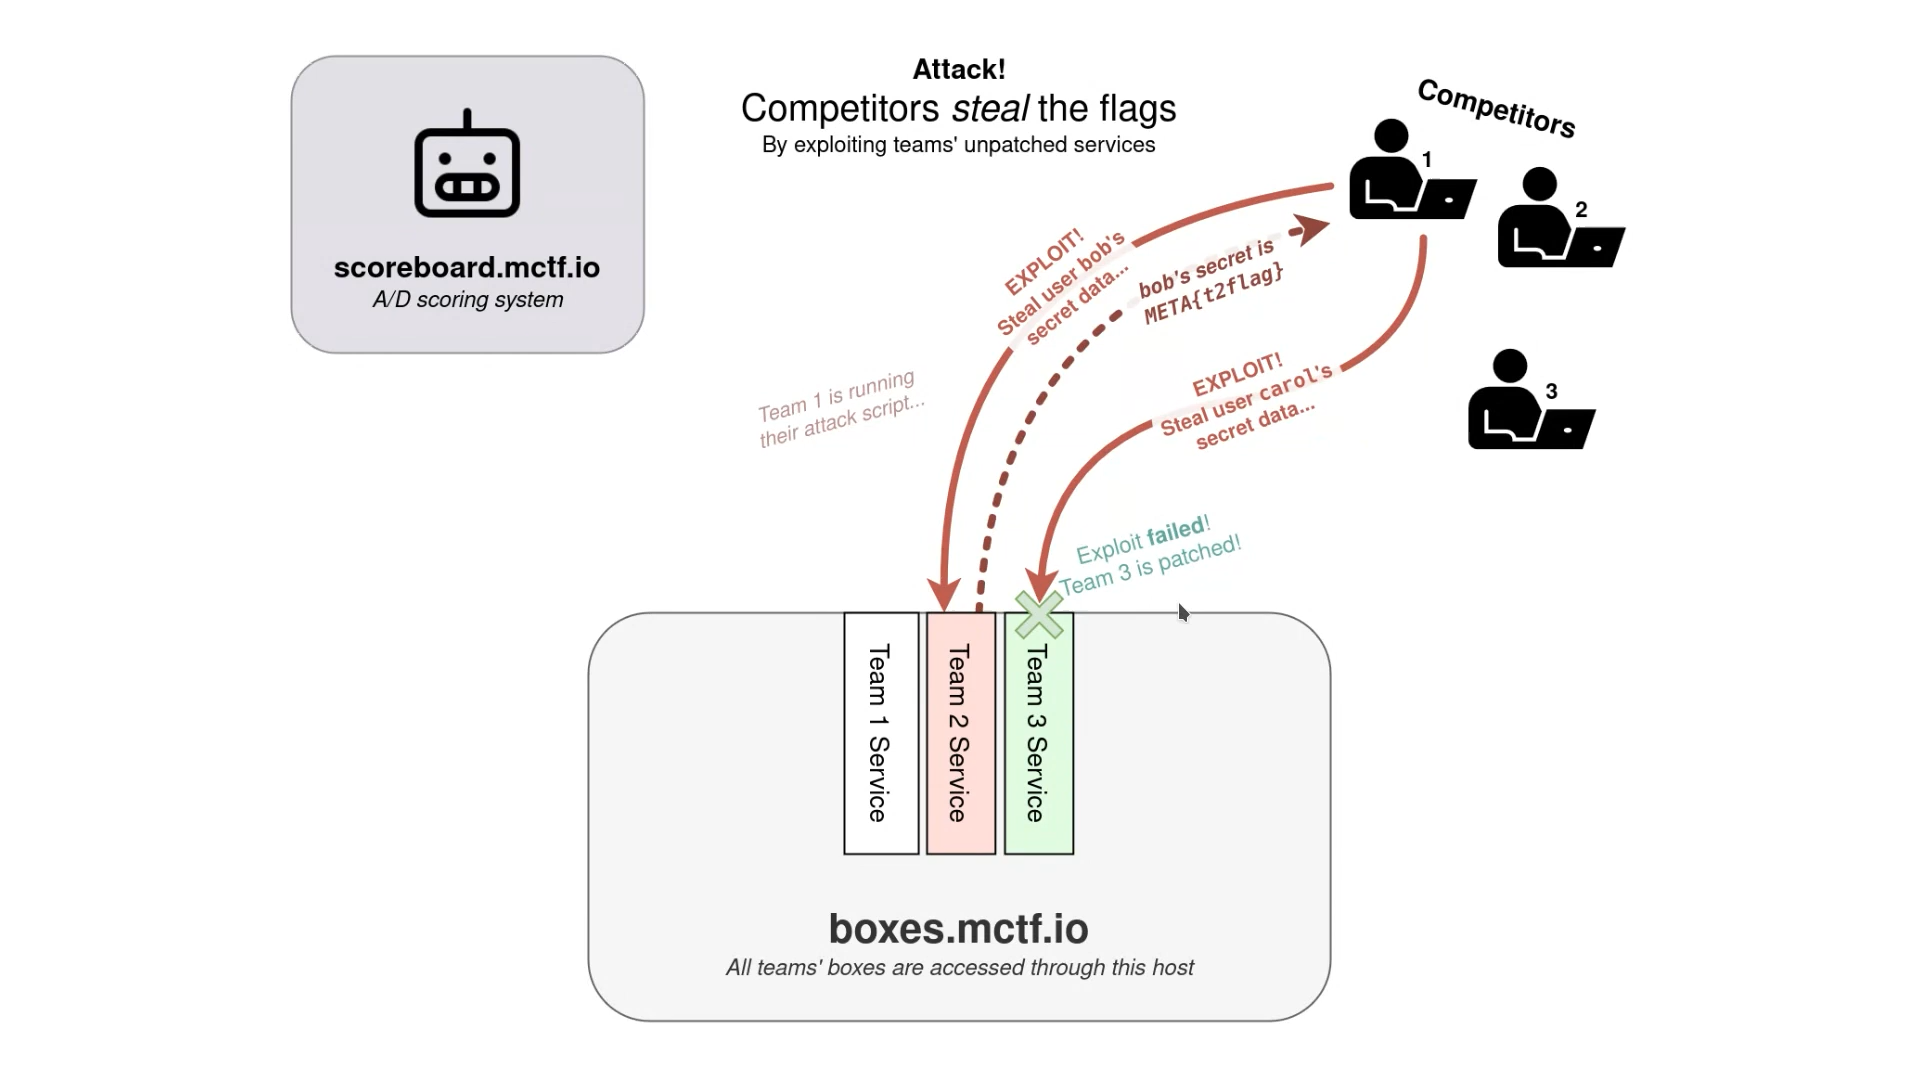 Attack!
Competitors steal the flags
By exploiting teams' unpatched services
scoreboard.mctf.io
A/D scoring system
Competitors
1
2
3
EXPLOIT!
Steal user bob's
secret data...
bob's secret is
META{t2flag}
Team 1 is running
their attack script...
EXPLOIT!
Steal user carol's
secret data...
Exploit failed!
Team 3 is patched!
Team 1 Service
Team 2 Service
Team 3 Service
boxes.mctf.io
All teams' boxes are accessed through this host